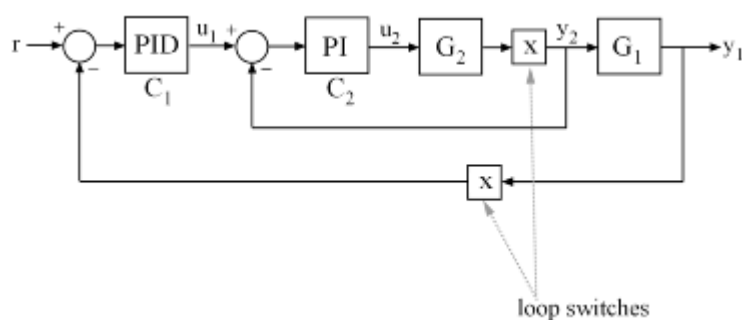 r
+
−
PID
C₁
u₁
+
−
PI
C₂
u₂
G₂
x
y₂
G₁
y₁
x
loop switches